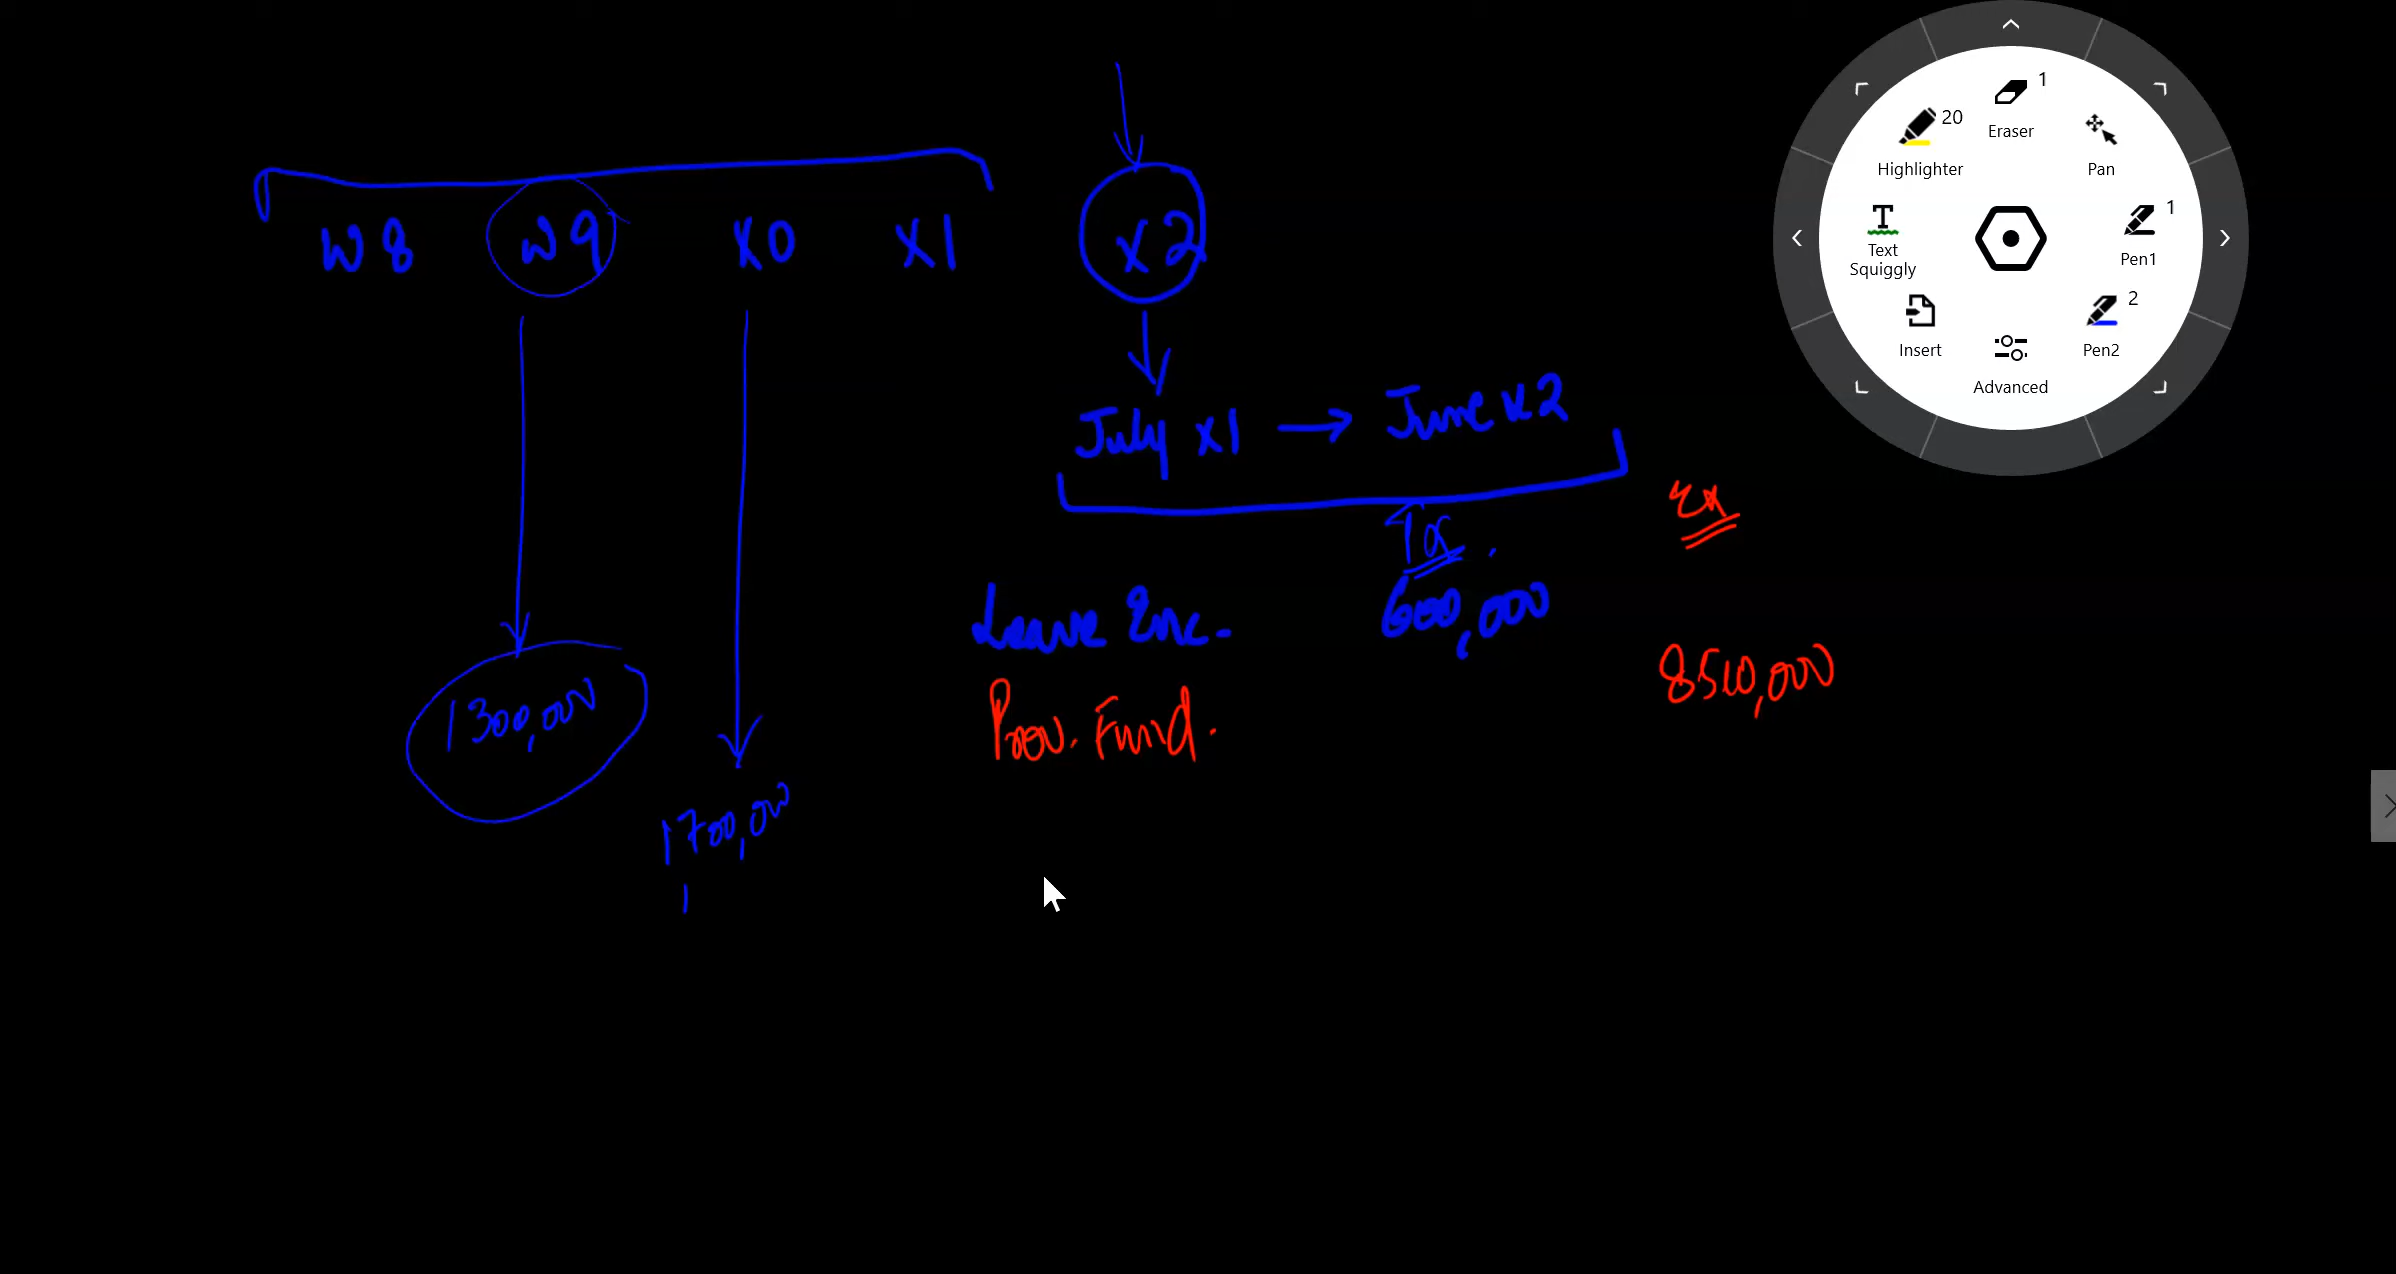 W8 W9 X0 X1 X2
July X1 → June X2
Ex
Tax.
Leave Enc. 600,000
Prov. Fund. 8510,000
1300,000
1700,000
1
Eraser 1
Highlighter 20
Pan
Text Squiggly
Pen1 1
Insert
Pen2 2
Advanced